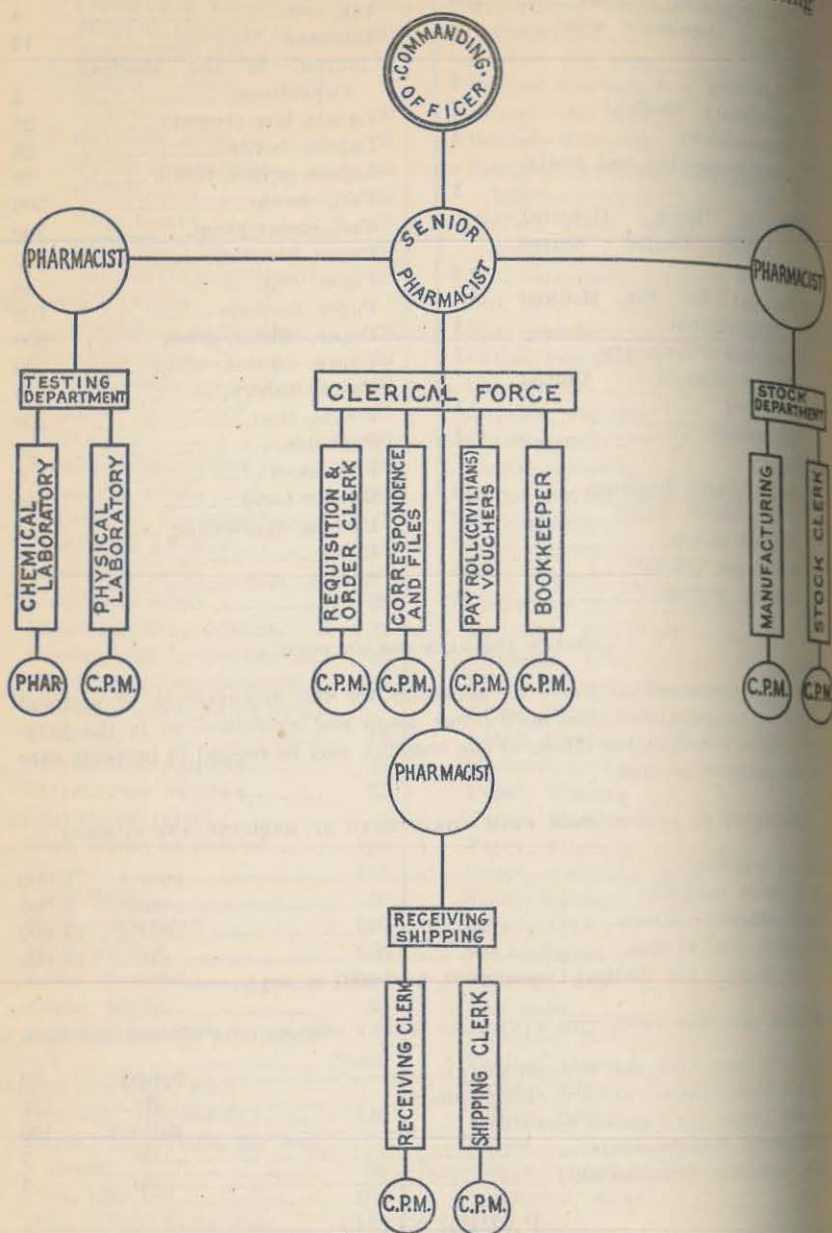 COMMANDING
OFFICER
PHARMACIST
SENIOR
PHARMACIST
PHARMACIST
TESTING
DEPARTMENT
CLERICAL FORCE
STOCK
DEPARTMENT
CHEMICAL
LABORATORY
PHYSICAL
LABORATORY
REQUISITION &
ORDER CLERK
CORRESPONDENCE
AND FILES
PAY ROLL (CIVILIANS)
VOUCHERS
BOOKKEEPER
MANUFACTURING
STOCK CLERK
PHAR
C.P.M.
C.P.M.
C.P.M.
C.P.M.
C.P.M.
C.P.M.
C.P.M.
PHARMACIST
RECEIVING
SHIPPING
RECEIVING CLERK
SHIPPING CLERK
C.P.M.
C.P.M.